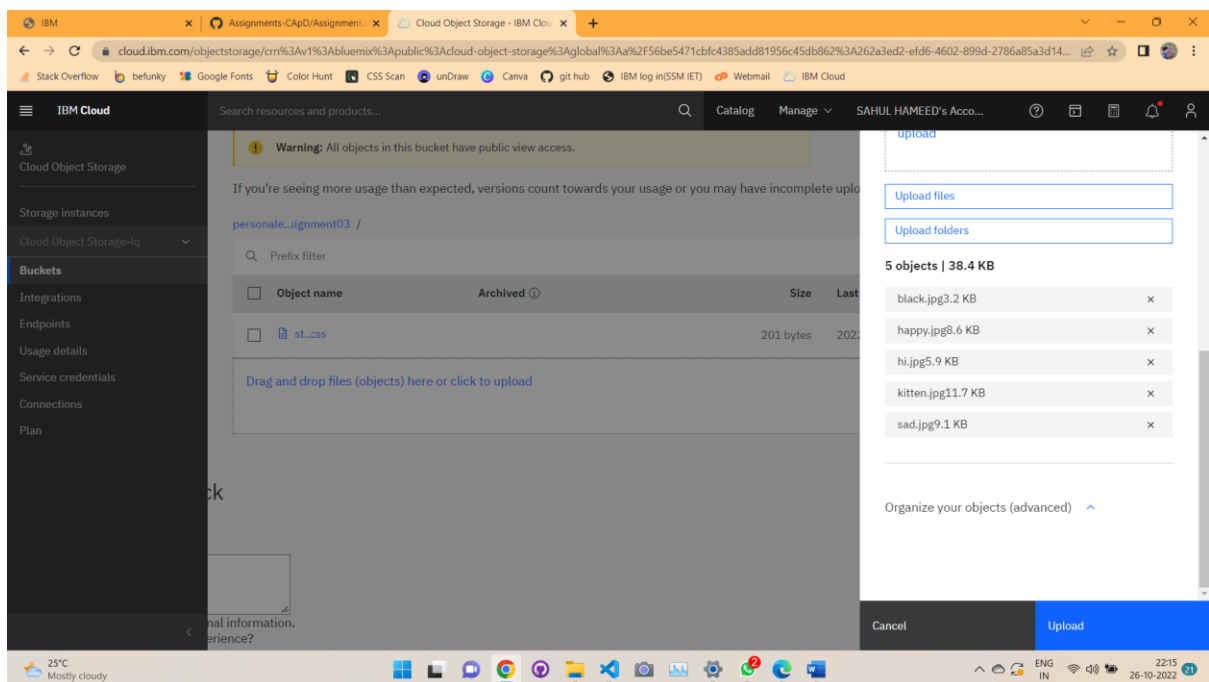 IBM
Assignments-CApD/Assignment
Cloud Object Storage - IBM Clou
cloud.ibm.com/objectstorage/crn%3Av1%3Abluemix%3Apublic%3Acloud-object-storage%3Aglobal%3Aa%2F56be5471cbfc4385add81956c45db862%3A262a3ed2-efd6-4602-899d-2786a85a3d14...
Stack Overflow befunky Google Fonts Color Hunt CSS Scan unDraw Canva git hub IBM log in(SSM IET) Webmail IBM Cloud
IBM Cloud Search resources and products... Catalog Manage SAHUL HAMEED's Acco...
Cloud Object Storage
Storage instances
Cloud Object Storage-lq
Buckets
Integrations
Endpoints
Usage details
Service credentials
Connections
Plan
Warning: All objects in this bucket have public view access.
If you're seeing more usage than expected, versions count towards your usage or you may have incomplete uplo
personale...ignment03 /
Prefix filter
Object name Archived Size Last
st..css 201 bytes 2022
Drag and drop files (objects) here or click to upload
ck
nal information.
erience?
upload
Upload files
Upload folders
5 objects | 38.4 KB
black.jpg3.2 KB
happy.jpg8.6 KB
hi.jpg5.9 KB
kitten.jpg11.7 KB
sad.jpg9.1 KB
Organize your objects (advanced)
Cancel Upload
25°C
Mostly cloudy
ENG
IN
22:15
26-10-2022
21